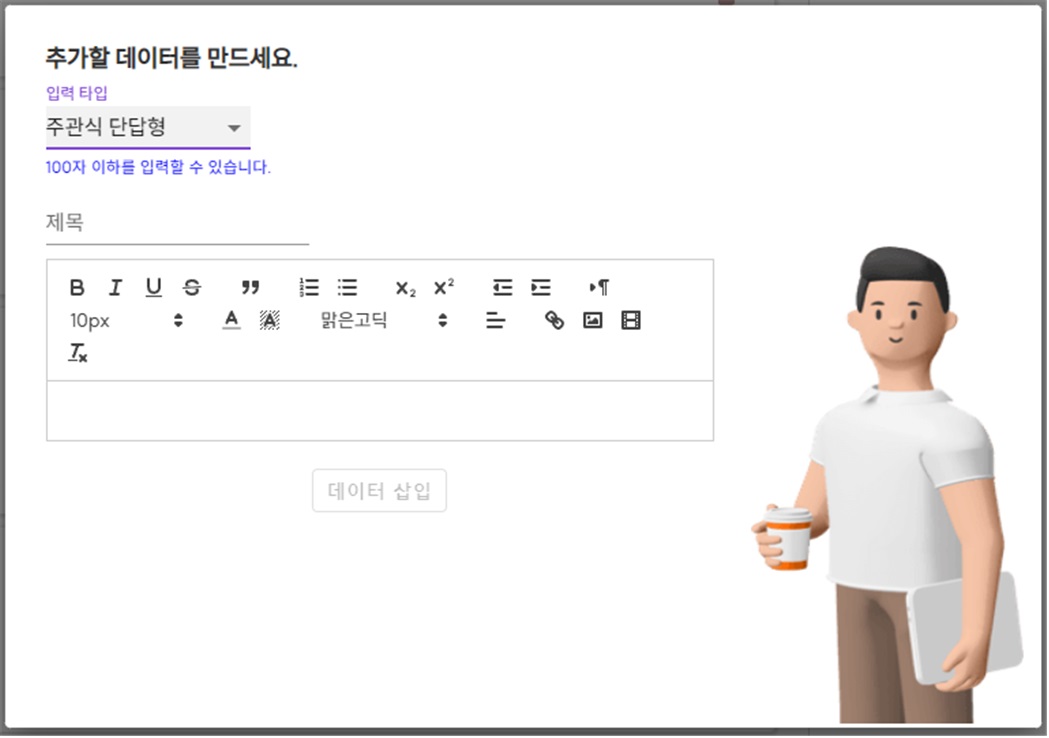 추가할 데이터를 만드세요.
입력 타입
주관식 단답형
100자 이하를 입력할 수 있습니다.
제목
B I U S ” X₂ X²
10px A A 맑은고딕
Tx
데이터 삽입